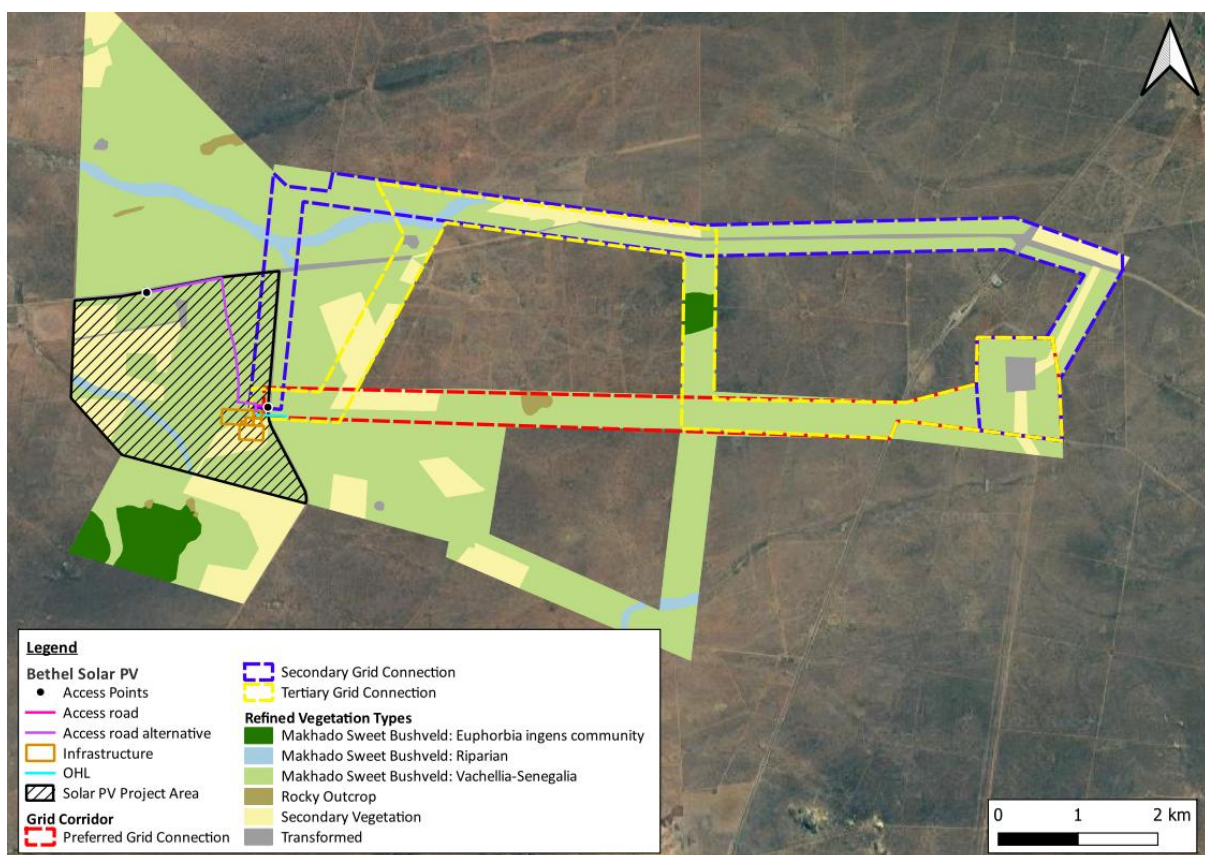 Legend
Bethel Solar PV
Access Points
Access road
Access road alternative
Infrastructure
OHL
Solar PV Project Area
Grid Corridor
Preferred Grid Connection
Secondary Grid Connection
Tertiary Grid Connection
Refined Vegetation Types
Makhado Sweet Bushveld: Euphorbia ingens community
Makhado Sweet Bushveld: Riparian
Makhado Sweet Bushveld: Vachellia-Senegalia
Rocky Outcrop
Secondary Vegetation
Transformed
0 1 2 km